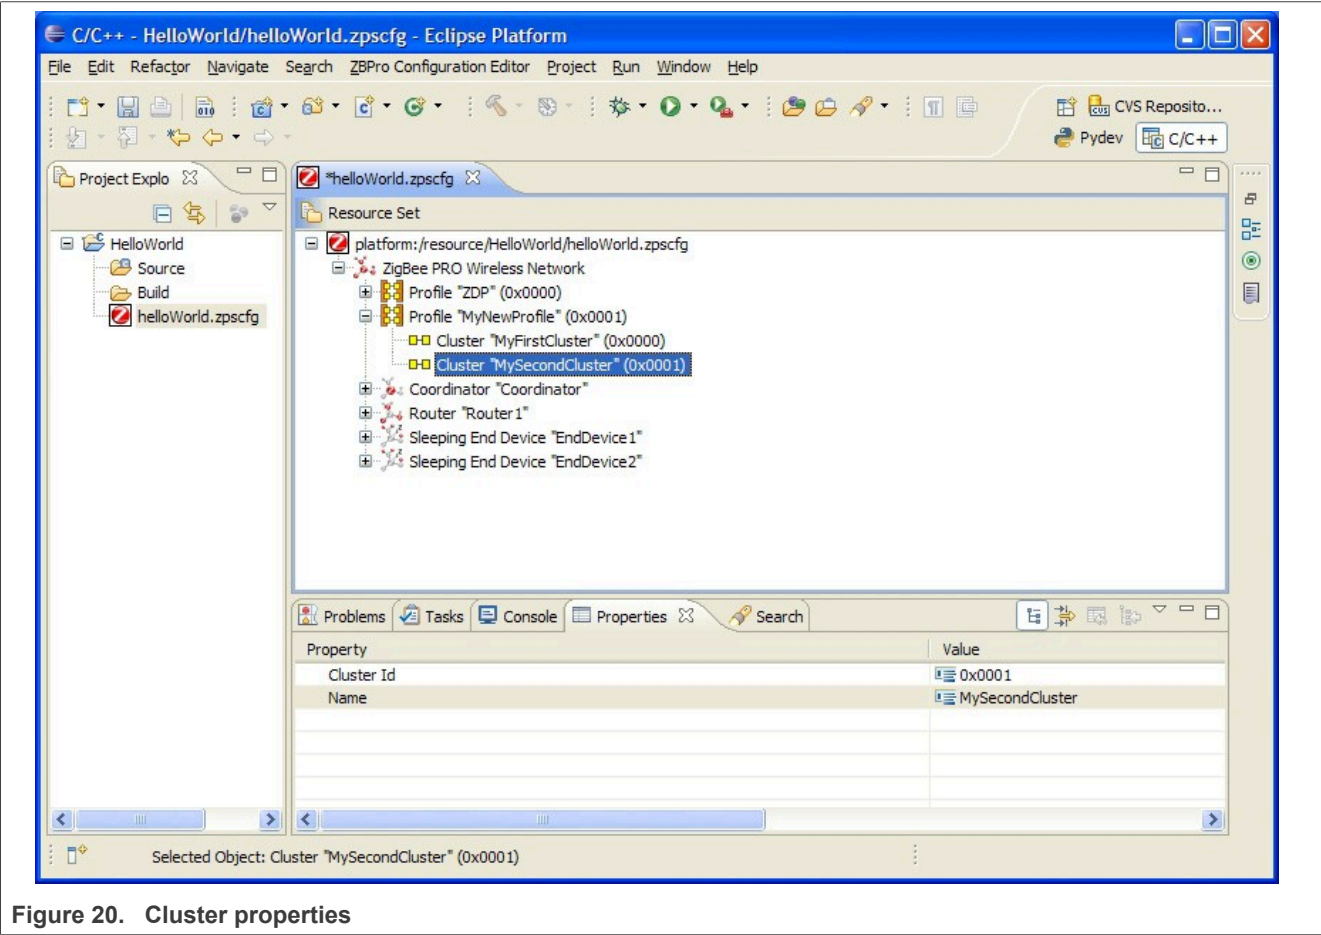 C/C++ - HelloWorld/helloWorld.zpscfg - Eclipse Platform
File Edit Refactor Navigate Search ZBPro Configuration Editor Project Run Window Help
CVS Reposito...
Pydev C/C++
Project Explo
*helloWorld.zpscfg
Resource Set
HelloWorld
Source
Build
helloWorld.zpscfg
platform:/resource/HelloWorld/helloWorld.zpscfg
ZigBee PRO Wireless Network
Profile "ZDP" (0x0000)
Profile "MyNewProfile" (0x0001)
Cluster "MyFirstCluster" (0x0000)
Cluster "MySecondCluster" (0x0001)
Coordinator "Coordinator"
Router "Router1"
Sleeping End Device "EndDevice1"
Sleeping End Device "EndDevice2"
Problems Tasks Console Properties Search
Property Value
Cluster Id 0x0001
Name MySecondCluster
Selected Object: Cluster "MySecondCluster" (0x0001)
Figure 20. Cluster properties